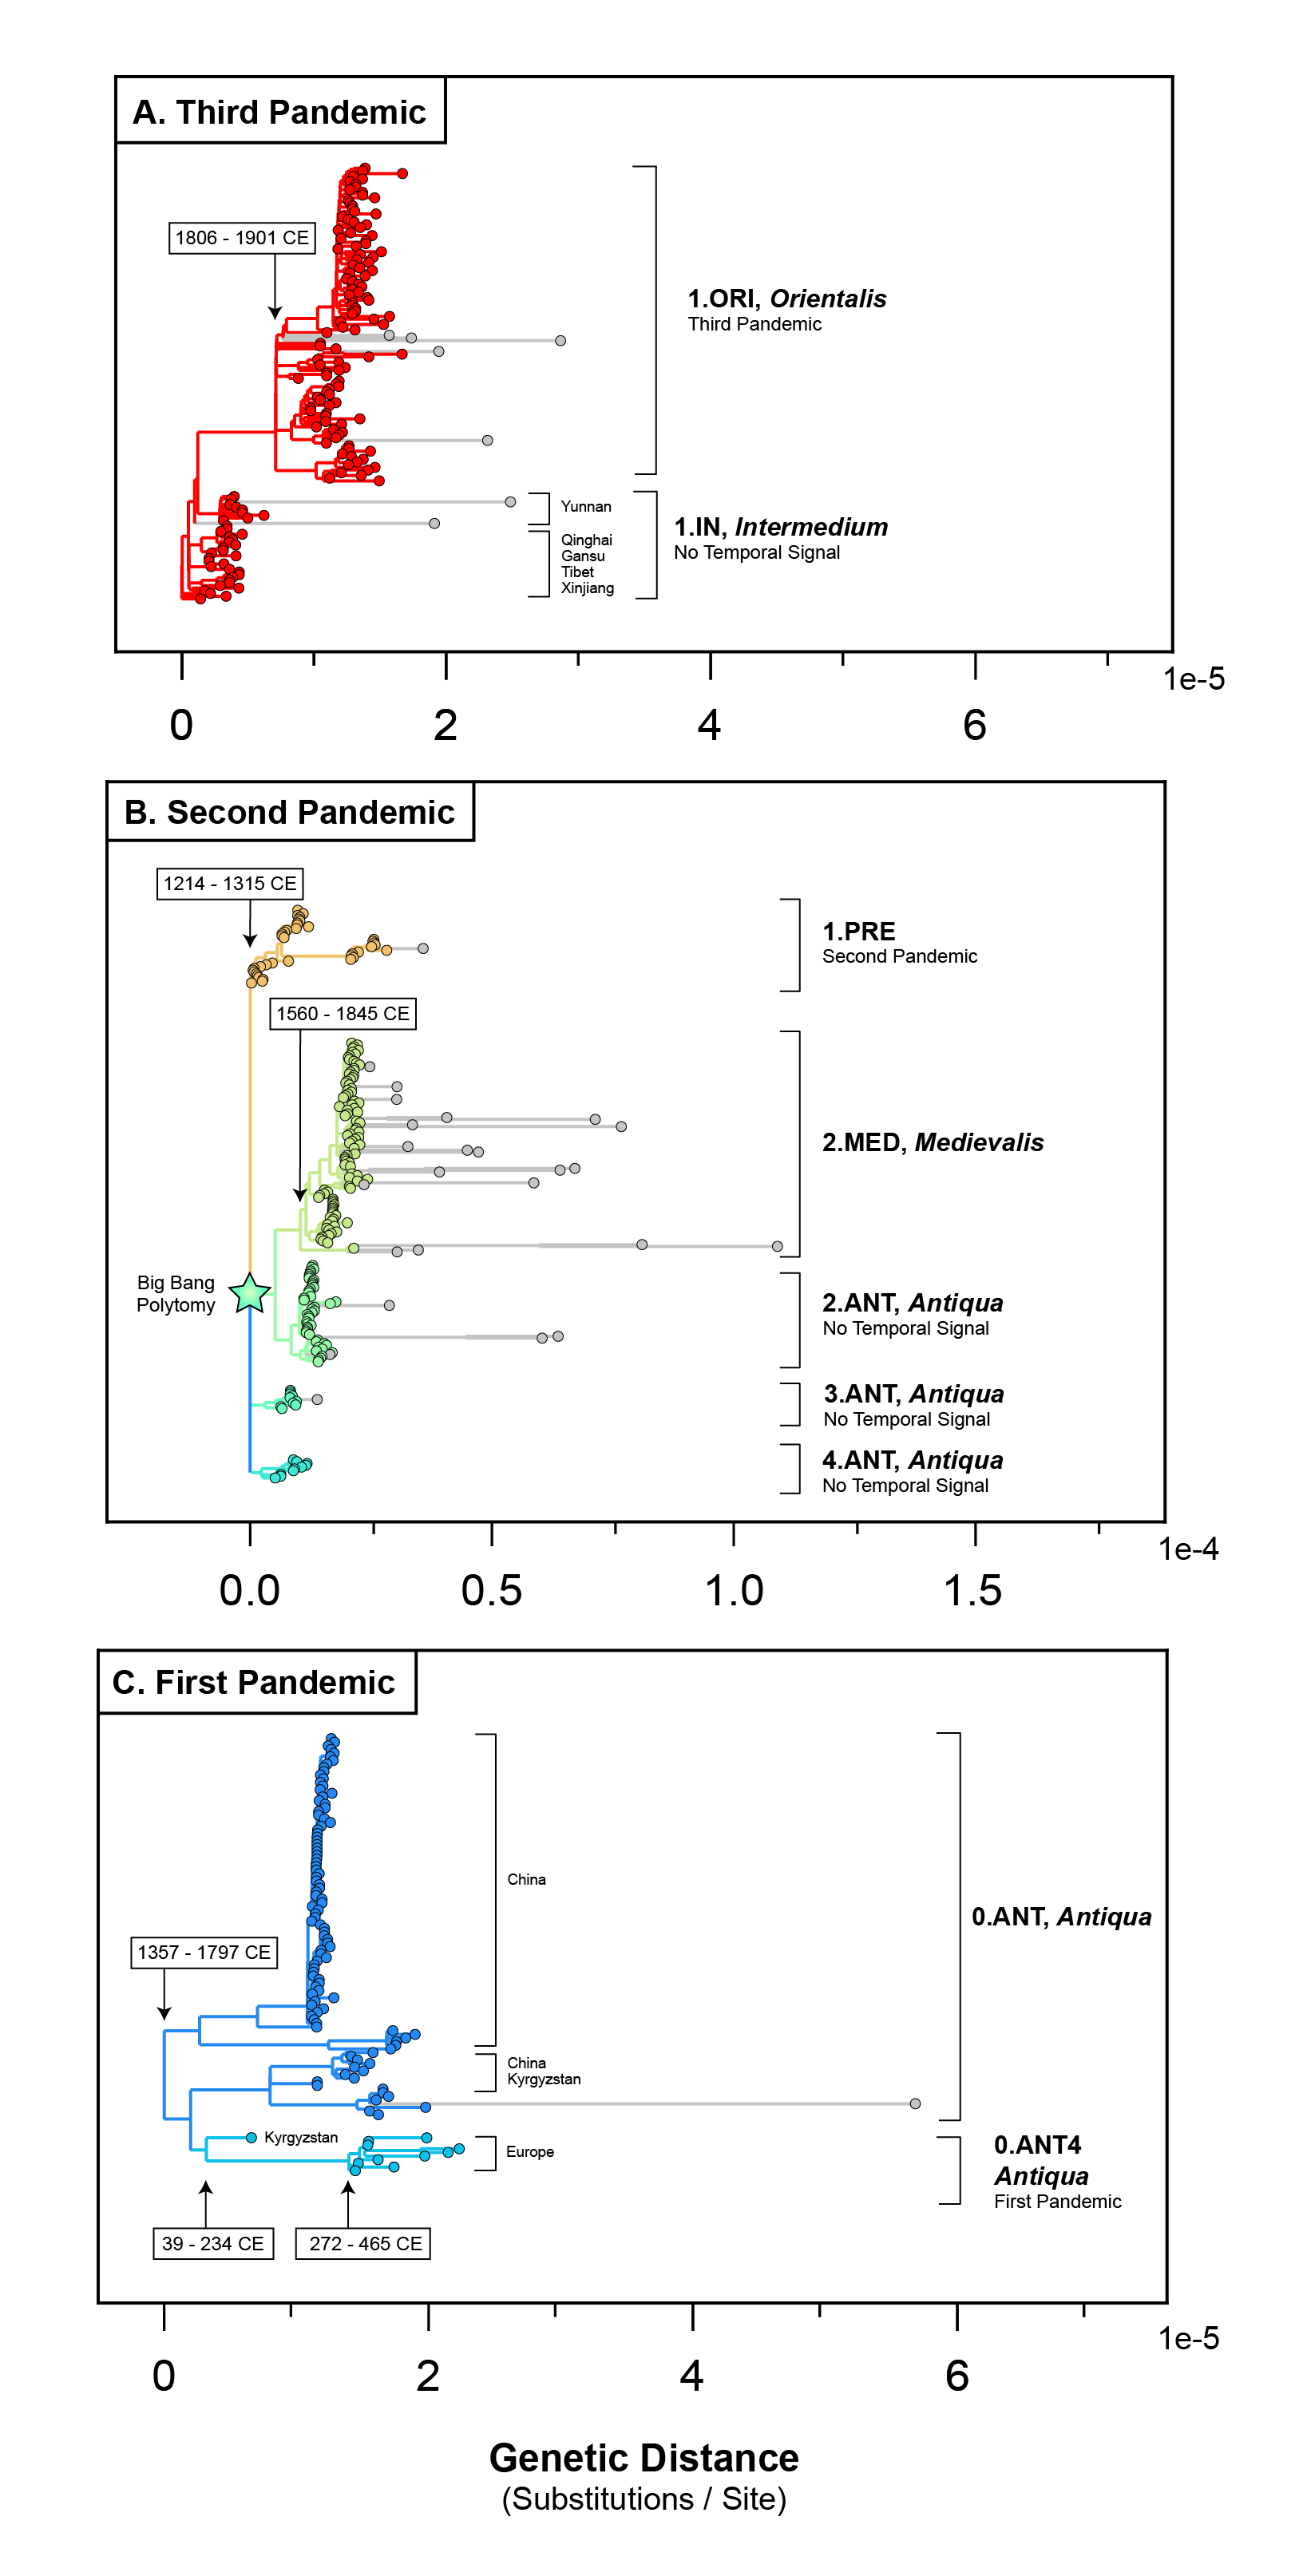 A. Third Pandemic
1806 - 1901 CE
1.ORI, Orientalis
Third Pandemic
Yunnan
Qinghai
Gansu
Tibet
Xinjiang
1.IN, Intermedium
No Temporal Signal
1e-5
0 2 4 6
B. Second Pandemic
1214 - 1315 CE
1.PRE
Second Pandemic
1560 - 1845 CE
2.MED, Medievalis
Big Bang
Polytomy
2.ANT, Antiqua
No Temporal Signal
3.ANT, Antiqua
No Temporal Signal
4.ANT, Antiqua
No Temporal Signal
1e-4
0.0 0.5 1.0 1.5
C. First Pandemic
China
0.ANT, Antiqua
1357 - 1797 CE
China
Kyrgyzstan
Kyrgyzstan
Europe
0.ANT4
Antiqua
First Pandemic
39 - 234 CE
272 - 465 CE
1e-5
0 2 4 6
Genetic Distance
(Substitutions / Site)